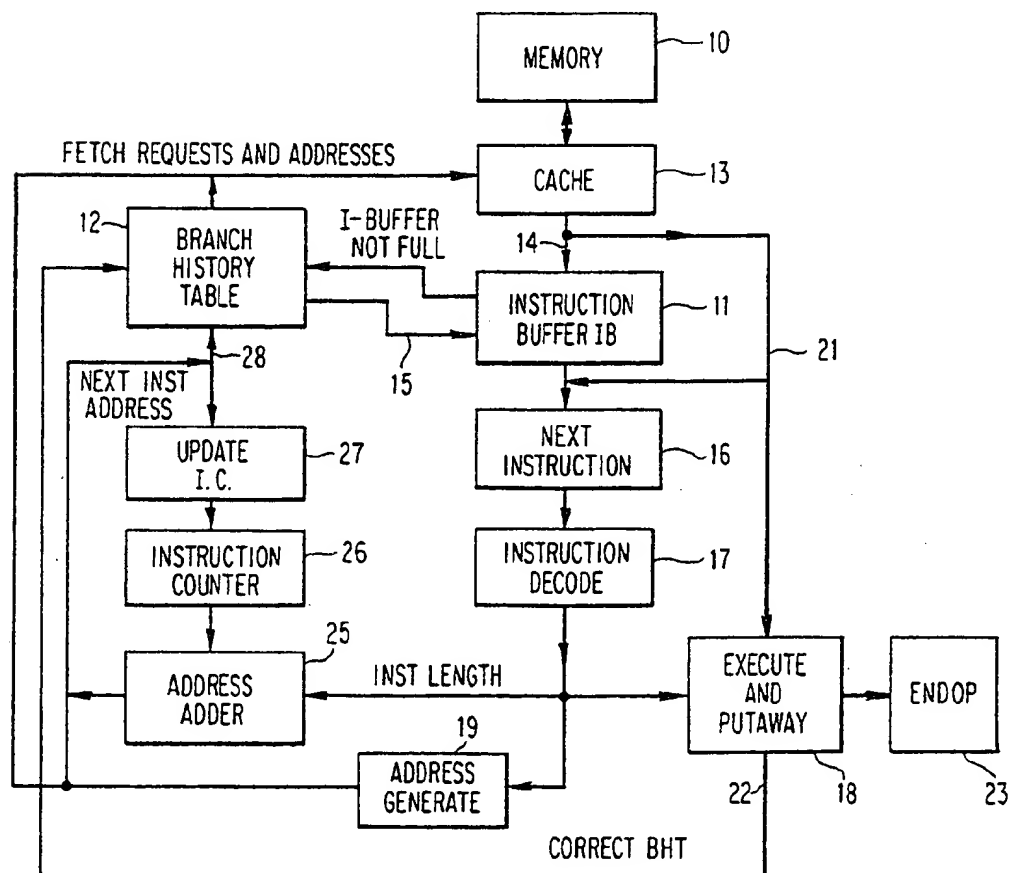 MEMORY
10
FETCH REQUESTS AND ADDRESSES
CACHE
13
12
BRANCH
HISTORY
TABLE
I-BUFFER
NOT FULL
14
INSTRUCTION
BUFFER IB
11
15
21
28
NEXT INST
ADDRESS
UPDATE
I.C.
27
NEXT
INSTRUCTION
16
INSTRUCTION
COUNTER
26
INSTRUCTION
DECODE
17
ADDRESS
ADDER
25
INST LENGTH
EXECUTE
AND
PUTAWAY
ENDOP
19
ADDRESS
GENERATE
22
18
23
CORRECT BHT